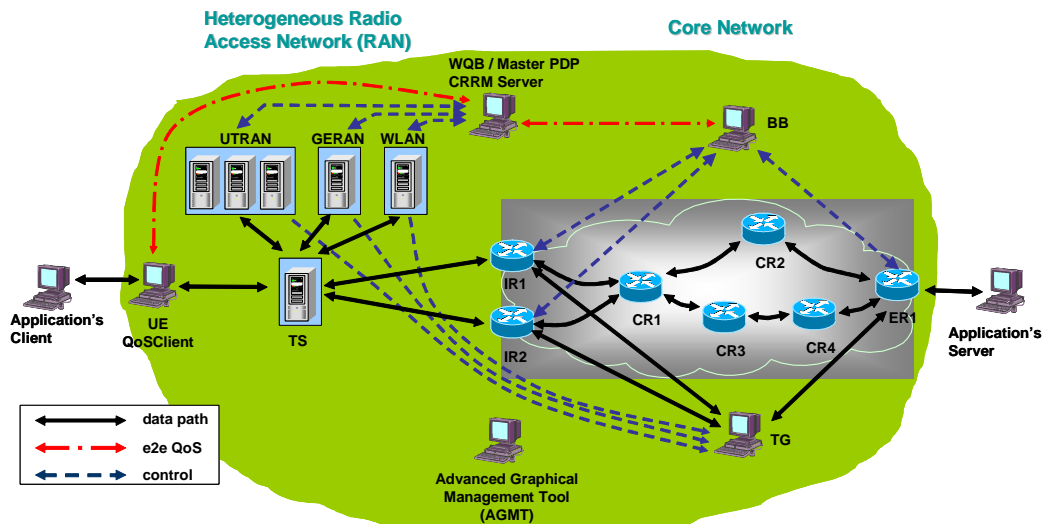 Heterogeneous Radio
Access Network (RAN)
Core Network
WQB / Master PDP
CRRM Server
BB
UTRAN
GERAN
WLAN
CR2
IR1
CR1
ER1
Application's
Client
UE
QoSClient
TS
IR2
CR3
CR4
Application's
Server
TG
data path
e2e QoS
control
Advanced Graphical
Management Tool
(AGMT)